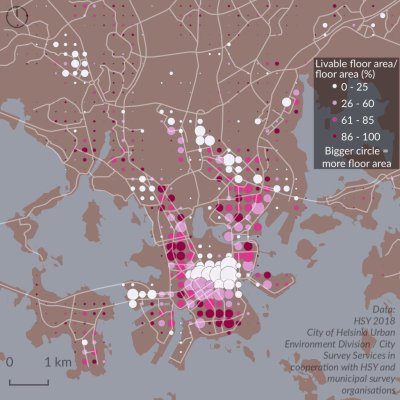 Livable floor area/
floor area (%)
0 - 25
26 - 60
61 - 85
86 - 100
Bigger circle =
more floor area
Data:
HSY 2018
City of Helsinki Urban
Environment Division / City
Survey Services in
cooperation with HSY and
municipal survey
organisations
0 1 km